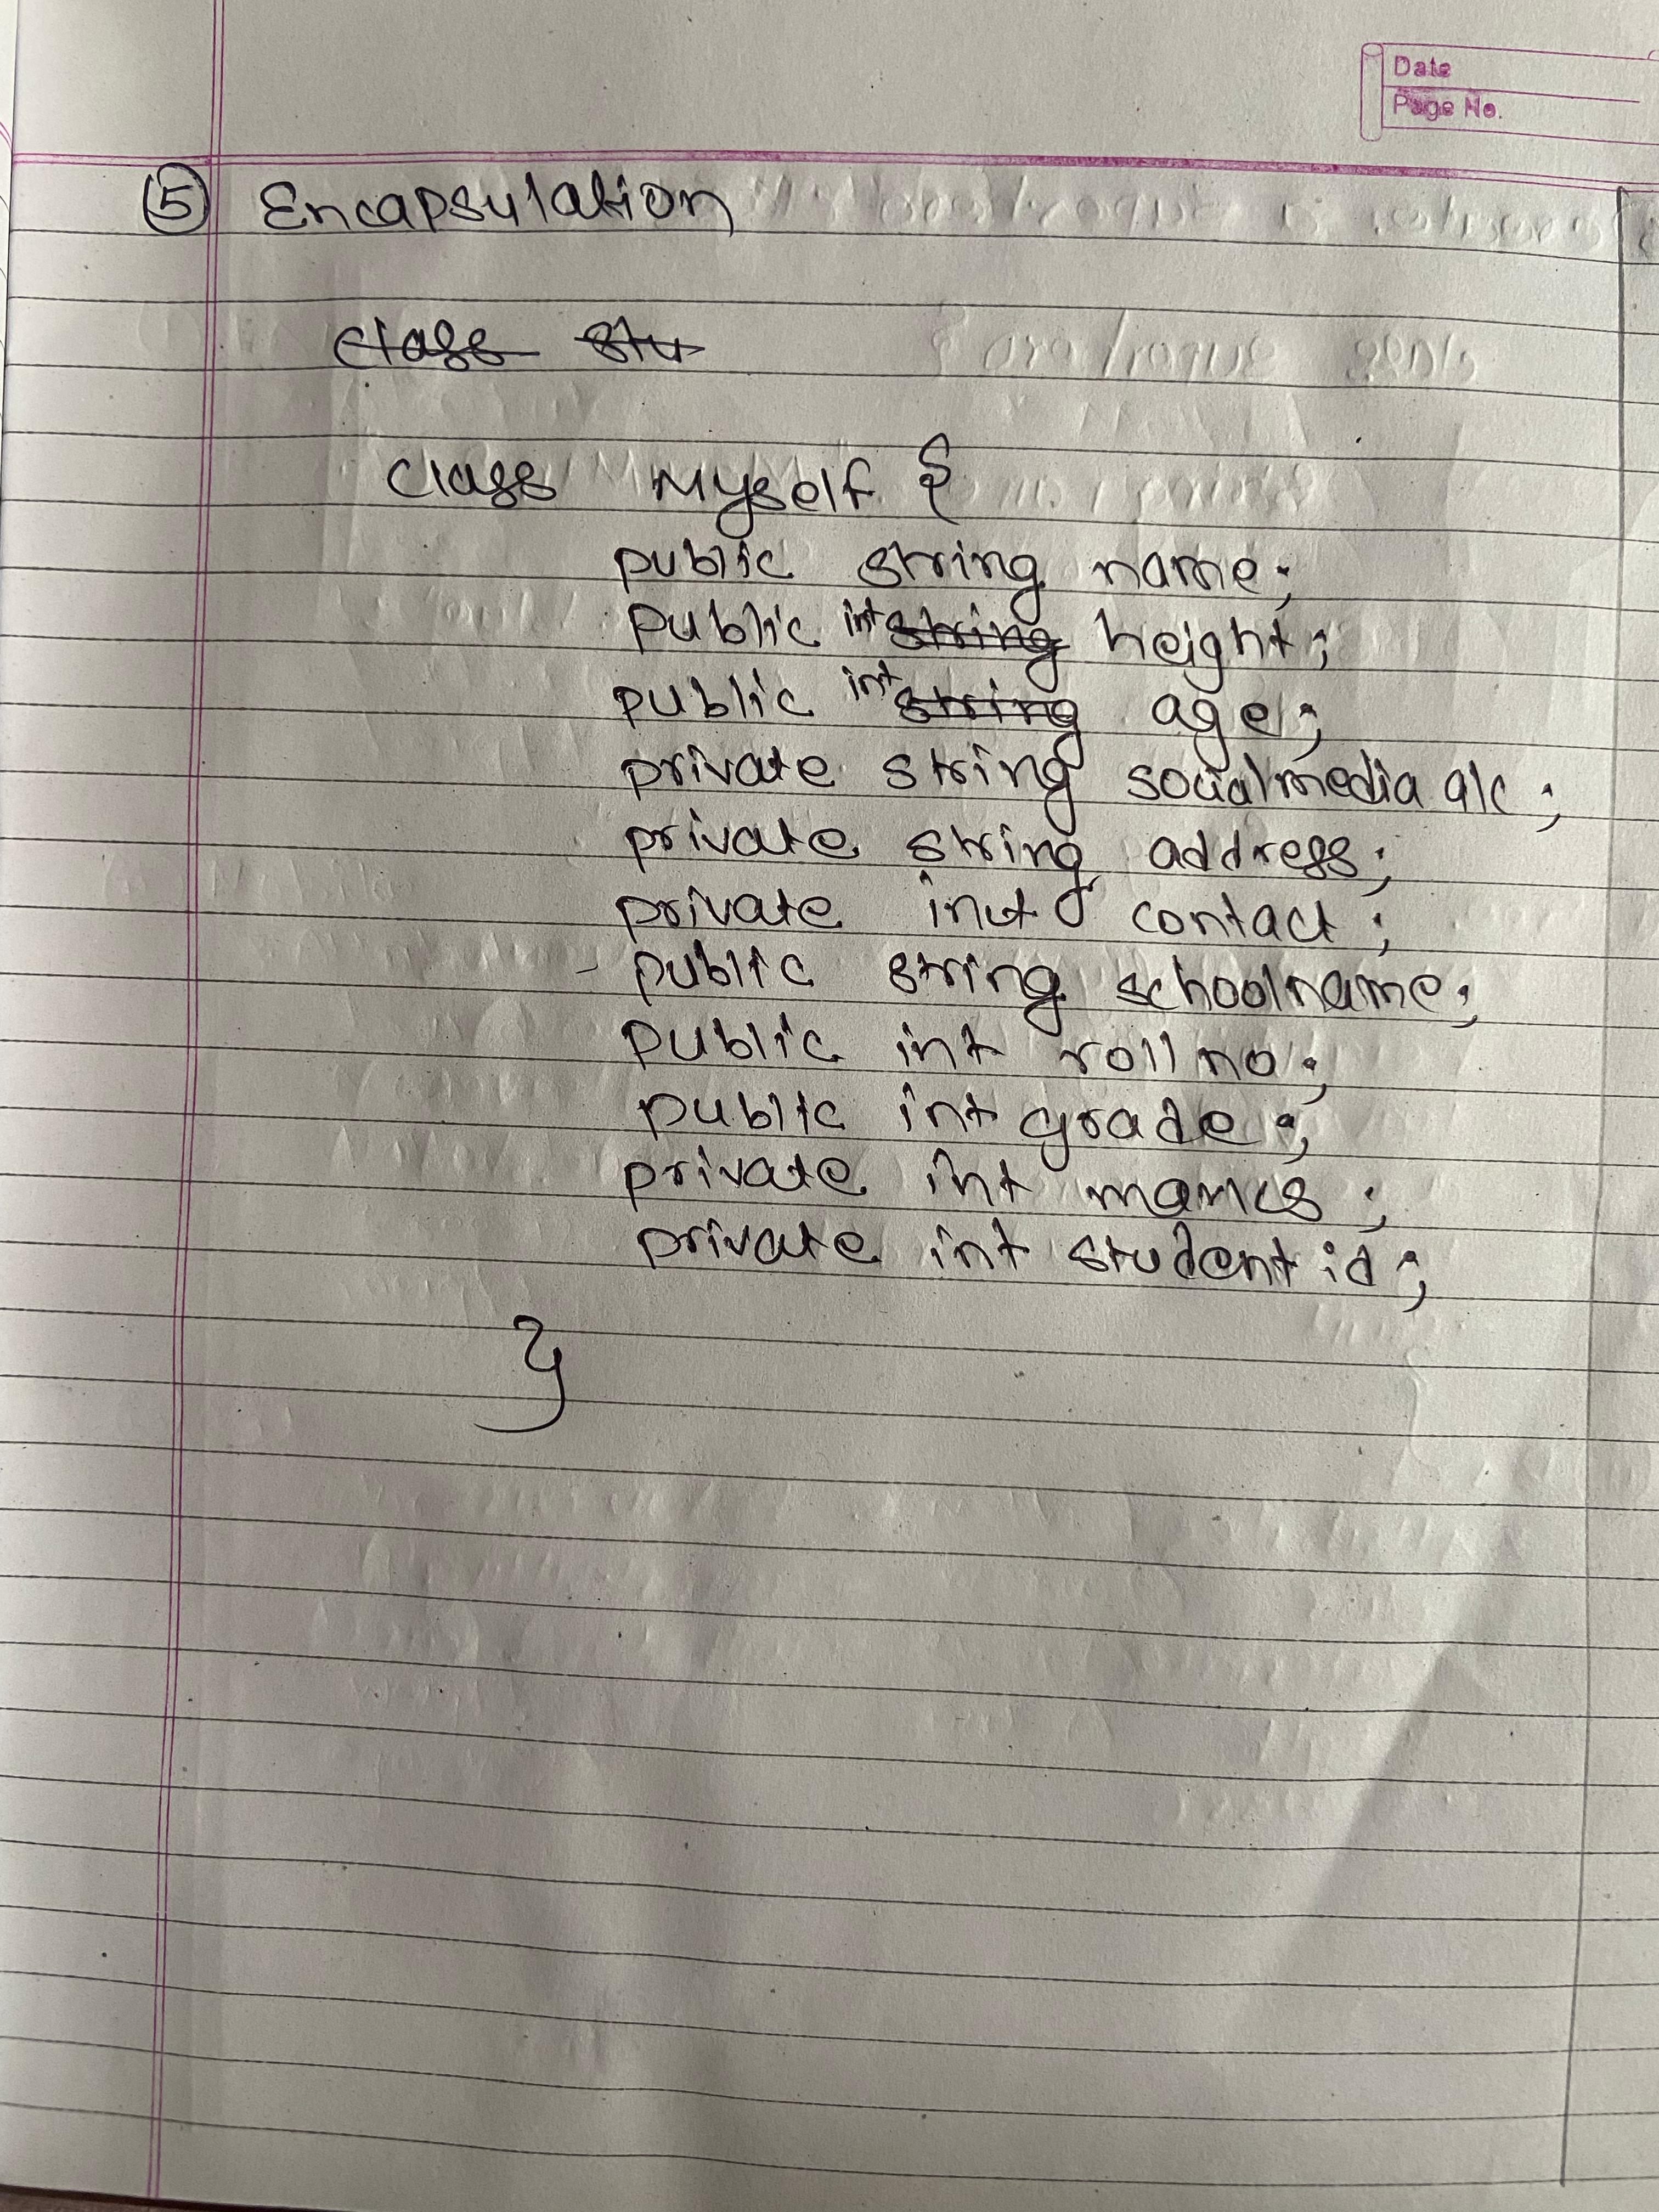 Date
Page No.
5 Encapsulation
class stu
class Myself {
public string name;
public int string height;
public int string age;
private string socialmedia a/c;
private string address;
private inut contact;
public string schoolname;
public int roll no;
public int grade;
private int marks;
private int student id;
}